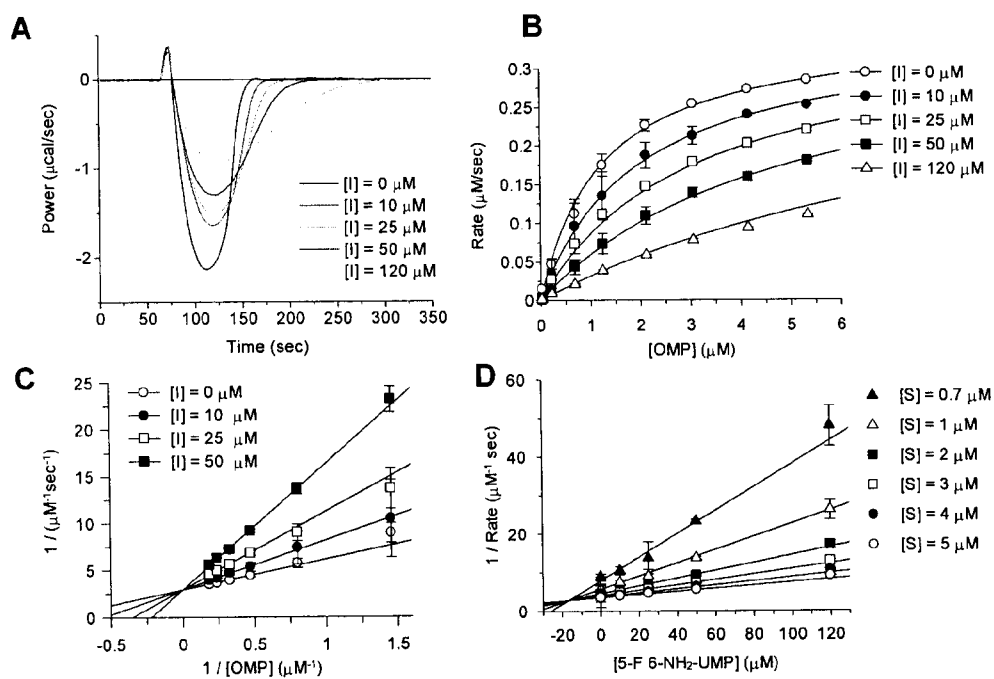 A
0
-1
-2
Power (μcal/sec)
0 50 100 150 200 250 300 350
Time (sec)
[I] = 0 μM
[I] = 10 μM
[I] = 25 μM
[I] = 50 μM
[I] = 120 μM
B
0.3
0.25
0.2
0.15
0.1
0.05
0
Rate (μM/sec)
0 1 2 3 4 5 6
[OMP] (μM)
[I] = 0 μM
[I] = 10 μM
[I] = 25 μM
[I] = 50 μM
[I] = 120 μM
C
25
20
15
10
5
0
1 / (μM⁻¹sec⁻¹)
-0.5 0 0.5 1 1.5
1 / [OMP] (μM⁻¹)
[I] = 0 μM
[I] = 10 μM
[I] = 25 μM
[I] = 50 μM
D
60
40
20
0
1 / Rate (μM⁻¹ sec)
-20 0 20 40 60 80 100 120
[5-F 6-NH₂-UMP] (μM)
[S] = 0.7 μM
[S] = 1 μM
[S] = 2 μM
[S] = 3 μM
[S] = 4 μM
[S] = 5 μM